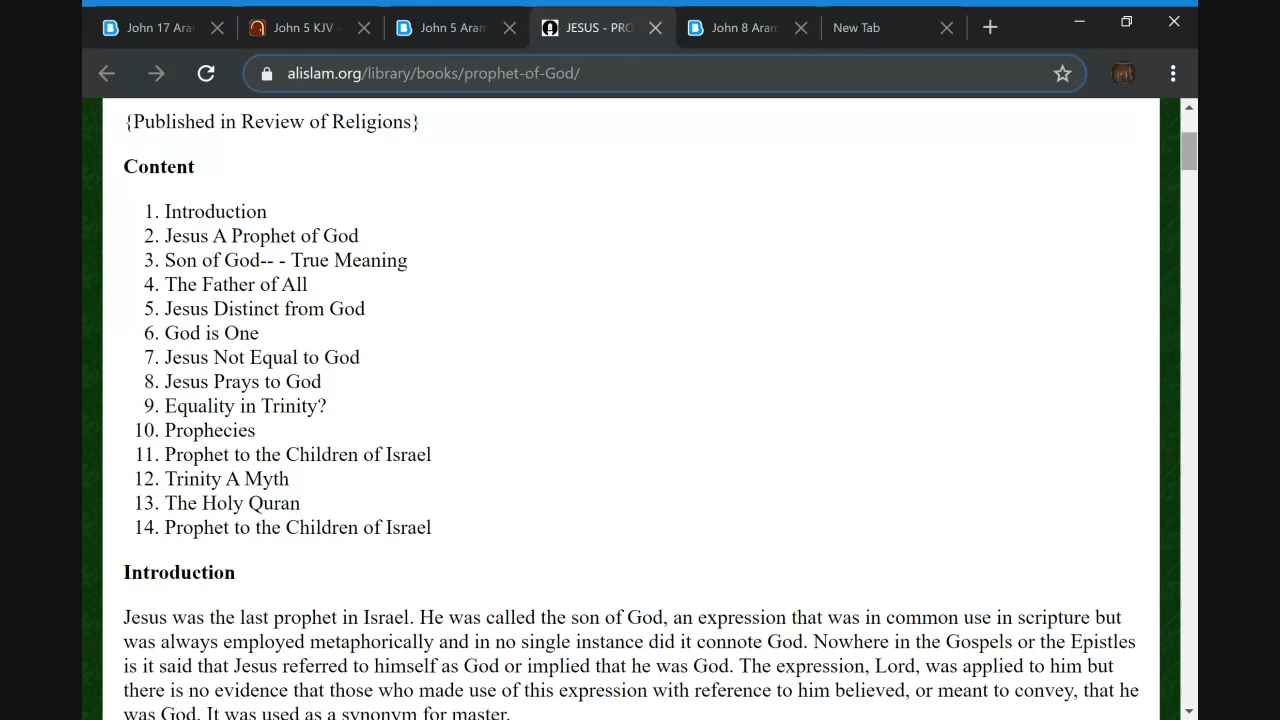 John 17 Ara
John 5 KJV -
John 5 Aram
JESUS - PRO
John 8 Aram
New Tab
alislam.org/library/books/prophet-of-God/
{Published in Review of Religions}
Content
1. Introduction
2. Jesus A Prophet of God
3. Son of God-- - True Meaning
4. The Father of All
5. Jesus Distinct from God
6. God is One
7. Jesus Not Equal to God
8. Jesus Prays to God
9. Equality in Trinity?
10. Prophecies
11. Prophet to the Children of Israel
12. Trinity A Myth
13. The Holy Quran
14. Prophet to the Children of Israel
Introduction
Jesus was the last prophet in Israel. He was called the son of God, an expression that was in common use in scripture but
was always employed metaphorically and in no single instance did it connote God. Nowhere in the Gospels or the Epistles
is it said that Jesus referred to himself as God or implied that he was God. The expression, Lord, was applied to him but
there is no evidence that those who made use of this expression with reference to him believed, or meant to convey, that he
was God. It was used as a synonym for master.